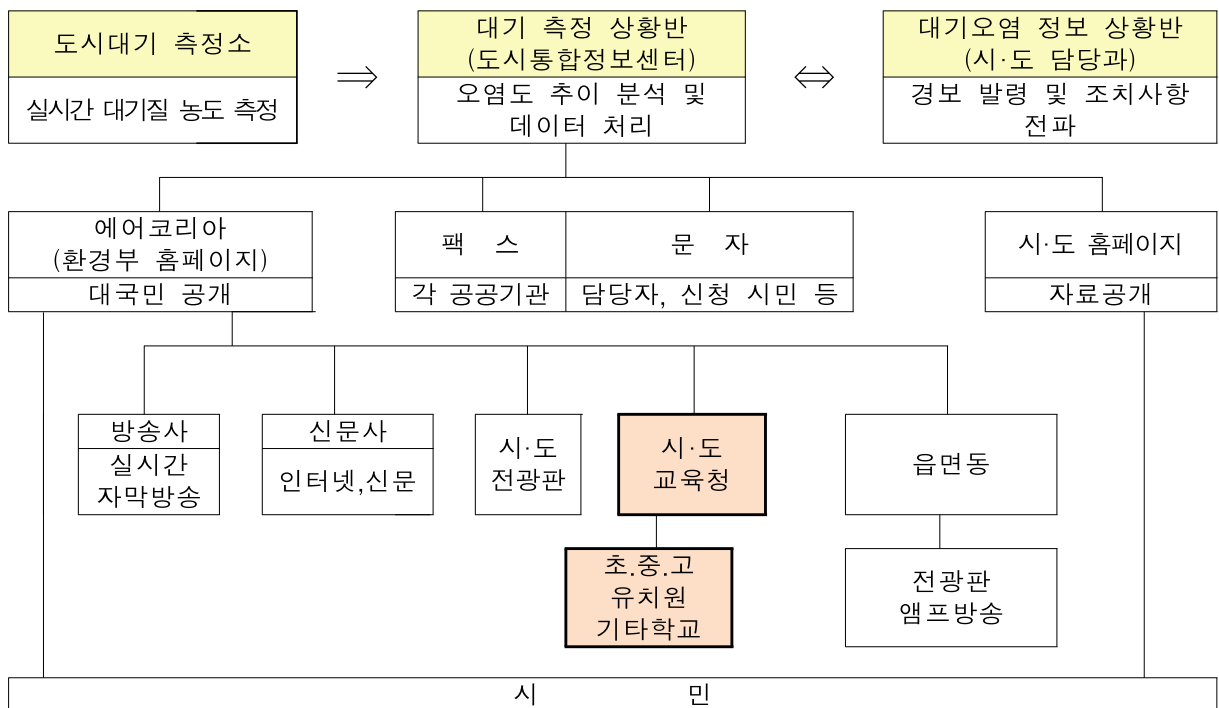 도시대기 측정소
실시간 대기질 농도 측정
⇒
대기 측정 상황반
(도시통합정보센터)
오염도 추이 분석 및
데이터 처리
⇔
대기오염 정보 상황반
(시·도 담당과)
경보 발령 및 조치사항
전파
에어코리아
(환경부 홈페이지)
대국민 공개
팩 스
각 공공기관
문 자
담당자, 신청 시민 등
시·도 홈페이지
자료공개
방송사
실시간
자막방송
신문사
인터넷,신문
시·도
전광판
시·도
교육청
읍면동
초.중.고
유치원
기타학교
전광판
앰프방송
시 민